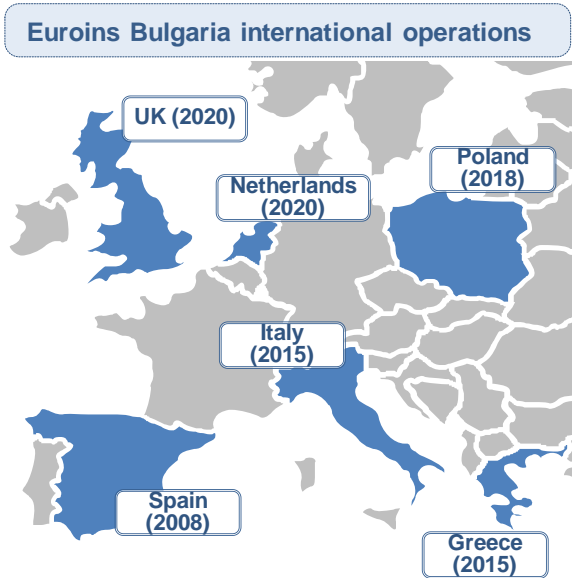 Euroins Bulgaria international operations
UK (2020)
Poland
(2018)
Netherlands
(2020)
Italy
(2015)
Spain
(2008)
Greece
(2015)